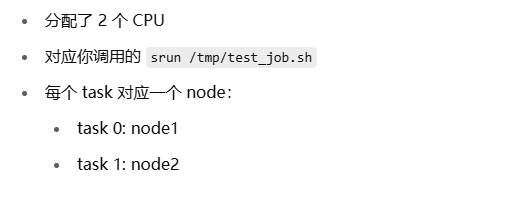 分配了 2 个 CPU
对应你调用的 srun /tmp/test_job.sh
每个 task 对应一个 node：
task 0: node1
task 1: node2